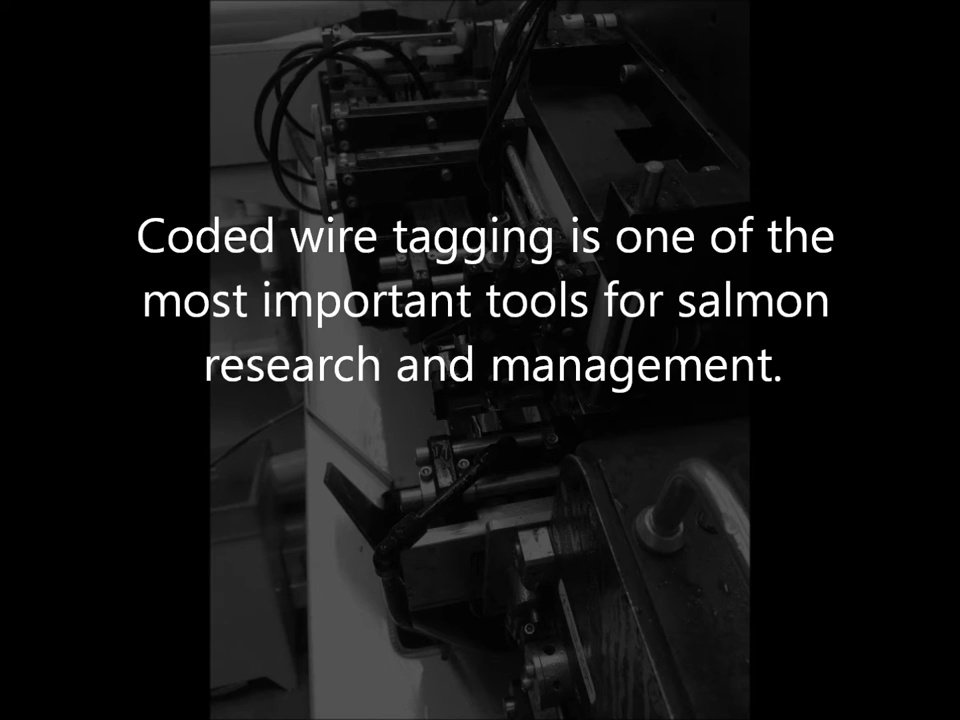 Coded wire tagging is one of the
most important tools for salmon
research and management.